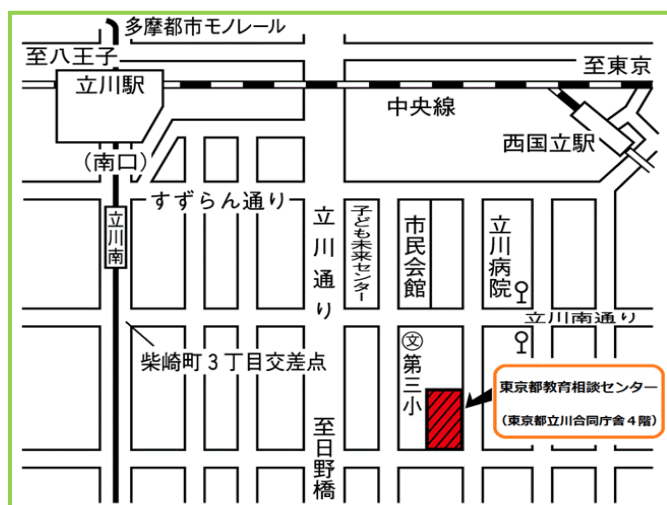 多摩都市モノレール
至八王子
立川駅
至東京
中央線
西国立駅
(南口)
すずらん通り
立川南
立川通り
子ども未来センター
市民会館
立川病院
立川南通り
柴崎町3丁目交差点
文
第三小
東京都教育相談センター
(東京都立川合同庁舎4階)
至日野橋